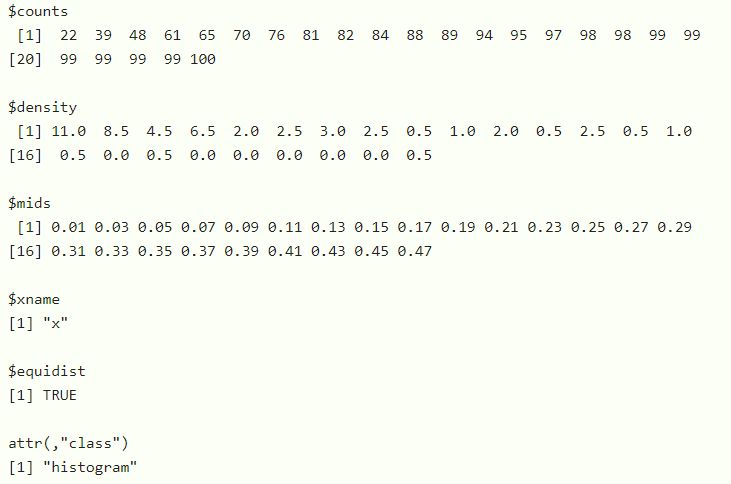 $counts
 [1]  22  39  48  61  65  70  76  81  82  84  88  89  94  95  97  98  98  99  99
[20]  99  99  99  99 100
$density
 [1] 11.0  8.5  4.5  6.5  2.0  2.5  3.0  2.5  0.5  1.0  2.0  0.5  2.5  0.5  1.0
[16]  0.5  0.0  0.5  0.0  0.0  0.0  0.0  0.0  0.5
$mids
 [1] 0.01 0.03 0.05 0.07 0.09 0.11 0.13 0.15 0.17 0.19 0.21 0.23 0.25 0.27 0.29
[16] 0.31 0.33 0.35 0.37 0.39 0.41 0.43 0.45 0.47
$xname
[1] "x"
$equidist
[1] TRUE
attr(,"class")
[1] "histogram"